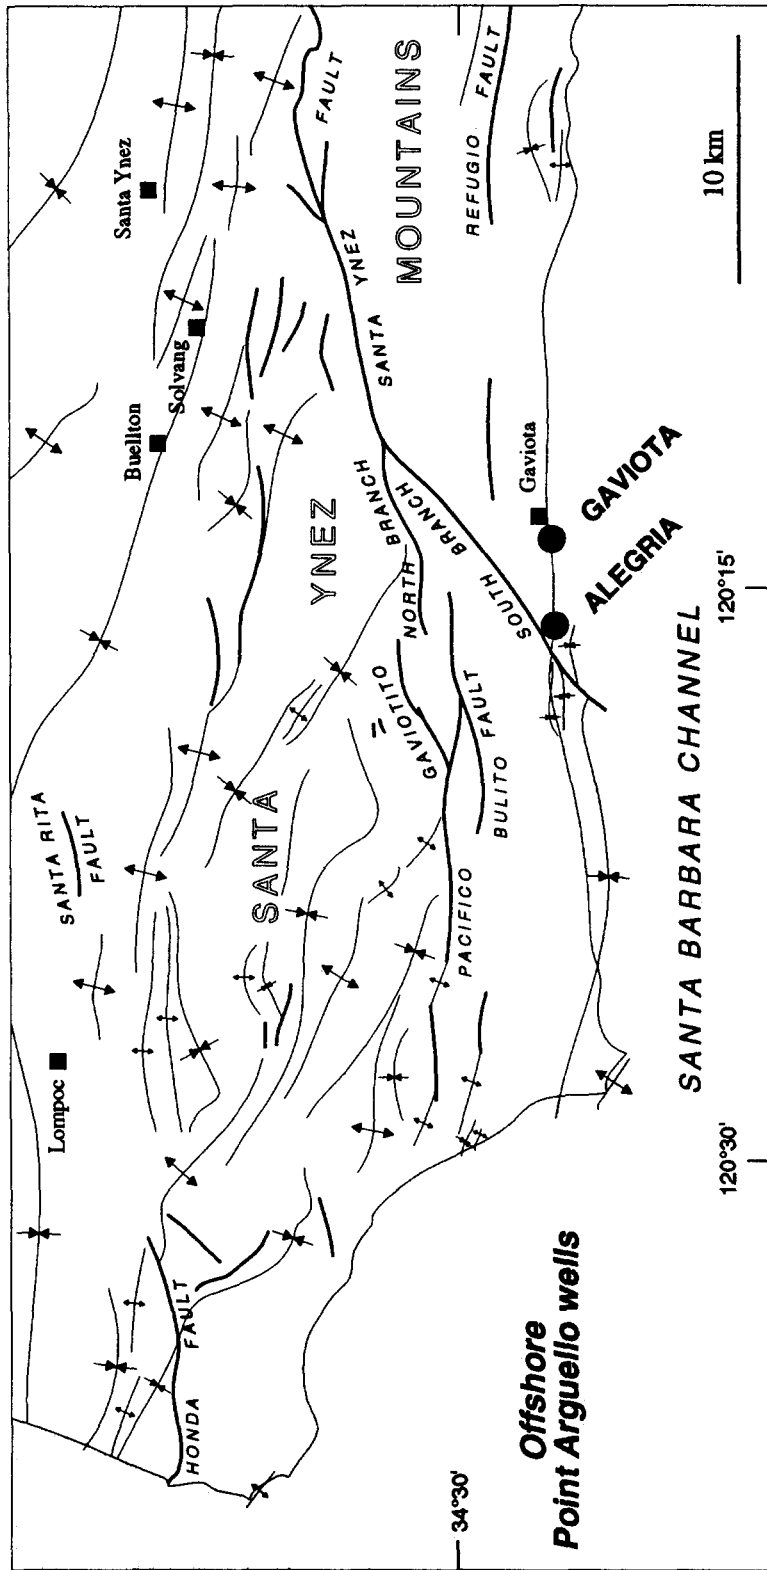 Santa Ynez
Solvang
Buellton
Lompoc
SANTA RITA
FAULT
SANTA
YNEZ
MOUNTAINS
HONDA
FAULT
SANTA
YNEZ
FAULT
NORTH
BRANCH
SOUTH
BRANCH
GAVIOTITO
PACIFICO
FAULT
BULITO
REFUGIO
FAULT
Gaviota
GAVIOTA
ALEGRIA
Offshore
Point Arguello wells
SANTA BARBARA CHANNEL
10 km
34°30'
120°30'
120°15'